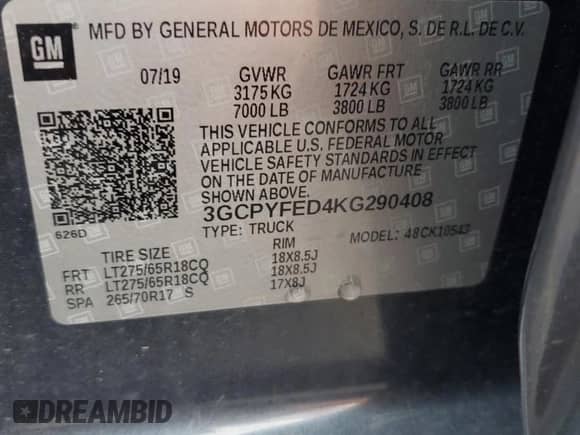 GM MFD BY GENERAL MOTORS DE MEXICO, S. DE R.L. DE C.V.
07/19 GVWR GAWR FRT GAWR RR
3175 KG 1724 KG 1724 KG
7000 LB 3800 LB 3800 LB
THIS VEHICLE CONFORMS TO ALL
APPLICABLE U.S. FEDERAL MOTOR
VEHICLE SAFETY STANDARDS IN EFFECT
ON THE DATE OF MANUFACTURE
SHOWN ABOVE.
3GCPYFED4KG290408
626D TYPE: TRUCK MODEL: 48CK10543
TIRE SIZE RIM
FRT LT275/65R18CQ 18X8.5J
RR LT275/65R18CQ 18X8.5J
SPA 265/70R17 S 17X8J
DREAMBID